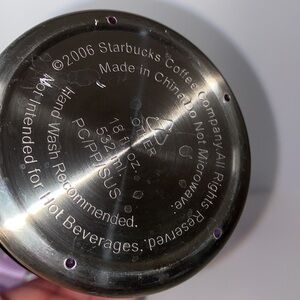 ©2006 Starbucks Coffee Company. All Rights Reserved.
Made in China. Do Not Microwave.
Hand Wash Recommended.
Not Intended for Hot Beverages.
18 fl. oz.
532 ml.
PC/PP/SUS